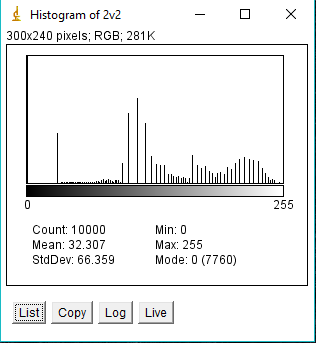 Histogram of 2v2
300x240 pixels; RGB; 281K
0 255
Count: 10000 Min: 0
Mean: 32.307 Max: 255
StdDev: 66.359 Mode: 0 (7760)
List Copy Log Live